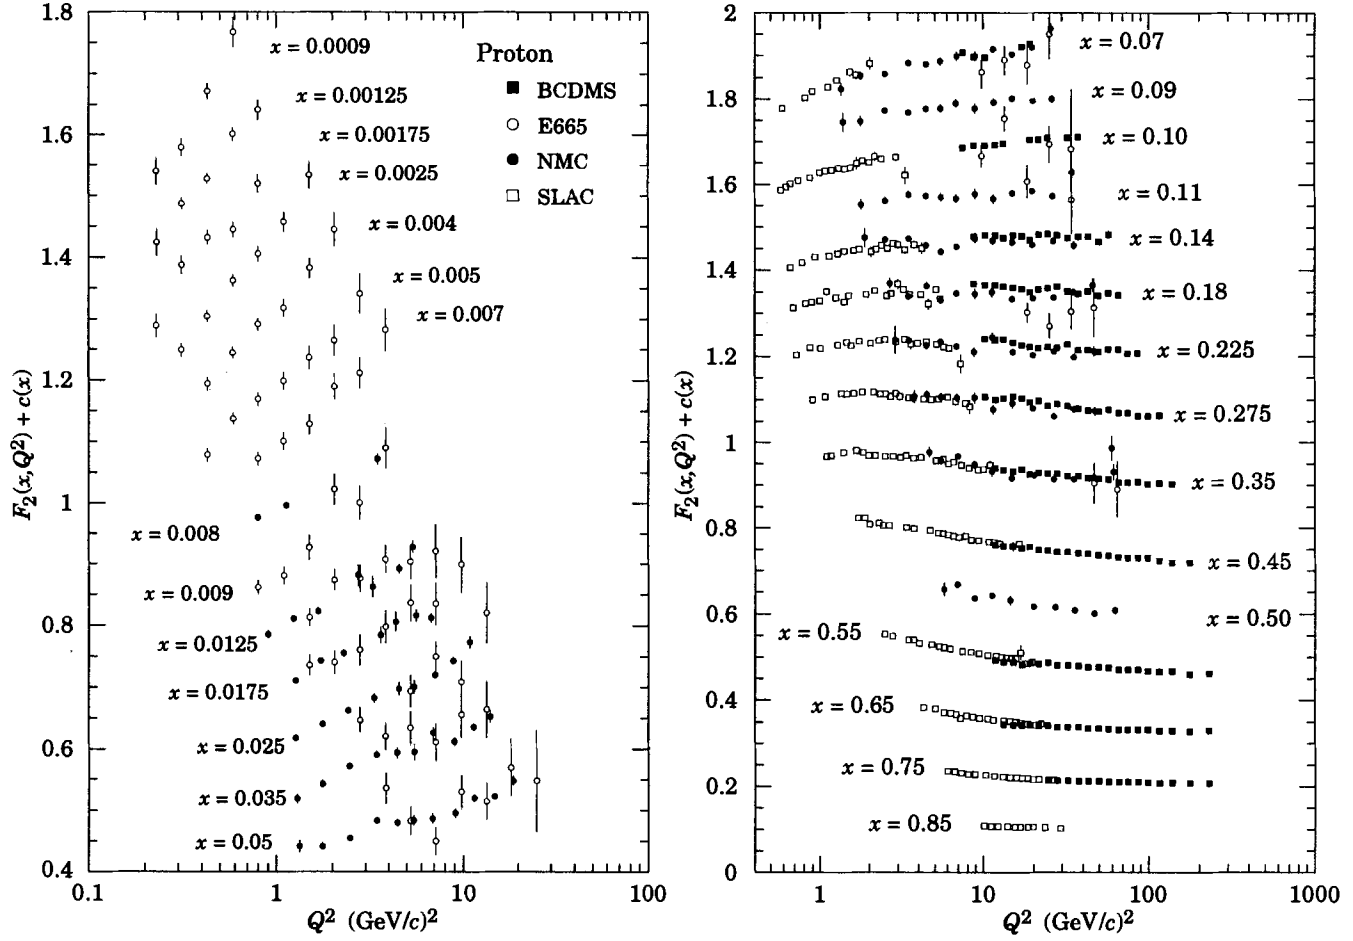 1.8
1.6
1.4
1.2
1
0.8
0.6
0.4
F₂(x, Q²) + c(x)
x = 0.0009
x = 0.00125
x = 0.00175
x = 0.0025
x = 0.004
x = 0.005
x = 0.007
x = 0.008
x = 0.009
x = 0.0125
x = 0.0175
x = 0.025
x = 0.035
x = 0.05
Proton
BCDMS
E665
NMC
SLAC
0.1 1 10 100
Q² (GeV/c)²
2
1.8
1.6
1.4
1.2
1
0.8
0.6
0.4
0.2
0
F₂(x, Q²) + c(x)
x = 0.07
x = 0.09
x = 0.10
x = 0.11
x = 0.14
x = 0.18
x = 0.225
x = 0.275
x = 0.35
x = 0.45
x = 0.50
x = 0.55
x = 0.65
x = 0.75
x = 0.85
1 10 100 1000
Q² (GeV/c)²